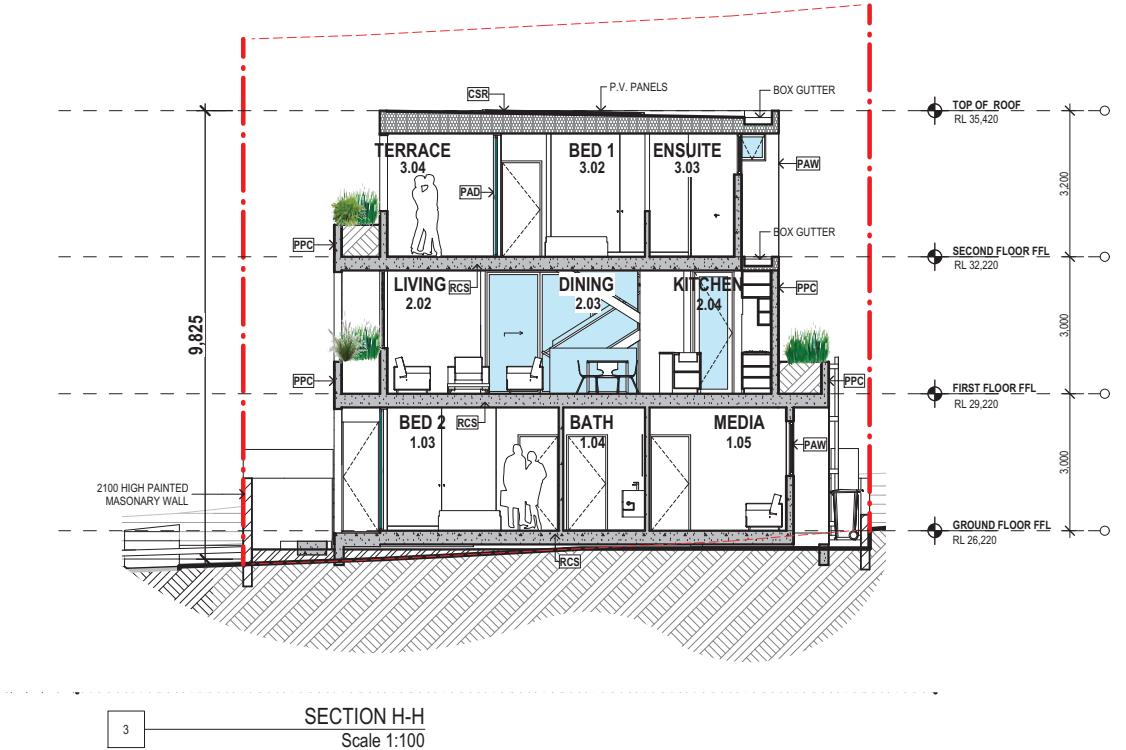 CSR
P.V. PANELS
BOX GUTTER
TOP OF ROOF
RL 35,420
TERRACE
3.04
BED 1
3.02
ENSUITE
3.03
PAW
PAD
3,200
PPC
BOX GUTTER
SECOND FLOOR FFL
RL 32,220
LIVING
2.02
RCS
DINING
2.03
KITCHEN
2.04
PPC
9,825
3,000
PPC
PPC
FIRST FLOOR FFL
RL 29,220
BED 2
1.03
RCS
BATH
1.04
MEDIA
1.05
PAW
3,000
2100 HIGH PAINTED
MASONARY WALL
GROUND FLOOR FFL
RL 26,220
RCS
3
SECTION H-H
Scale 1:100